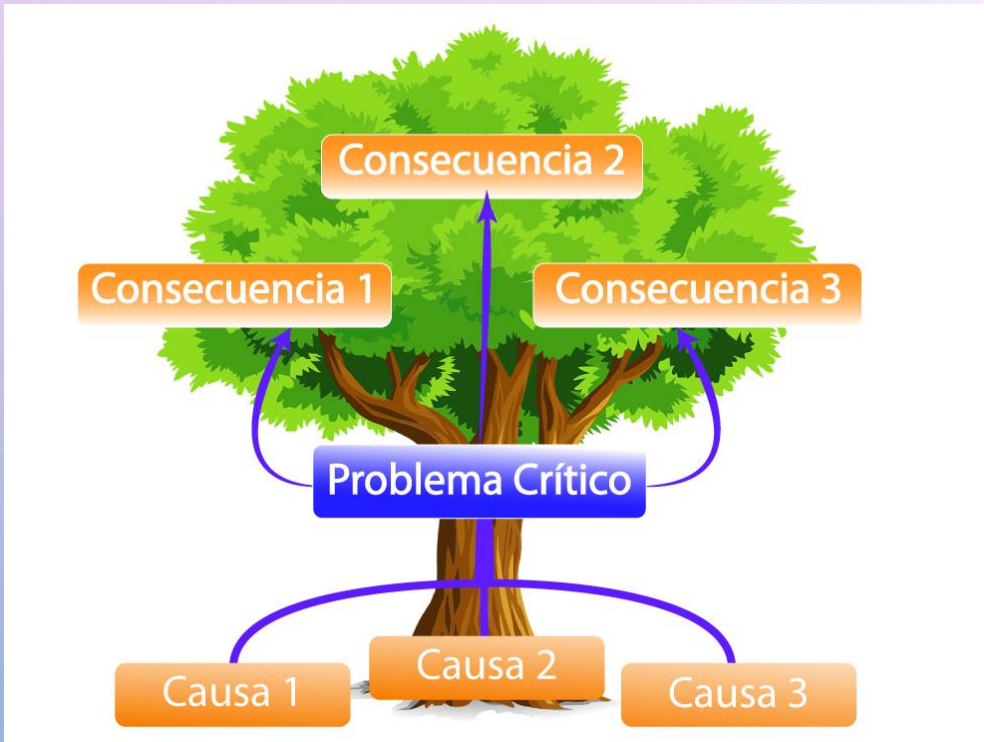 Consecuencia 2
Consecuencia 1
Consecuencia 3
Problema Crítico
Causa 1
Causa 2
Causa 3